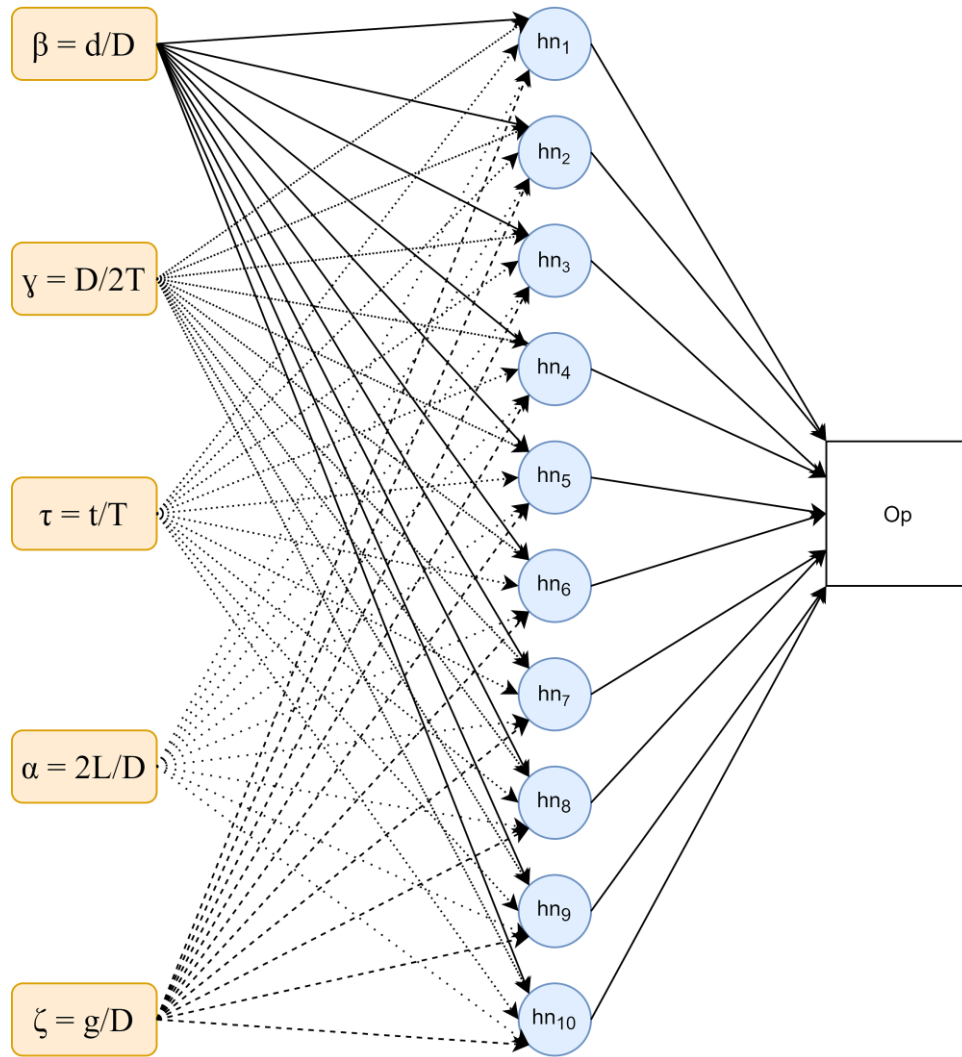 β = d/D
ɣ = D/2T
τ = t/T
α = 2L/D
ζ = g/D
hn₁
hn₂
hn₃
hn₄
hn₅
hn₆
hn₇
hn₈
hn₉
hn₁₀
Op